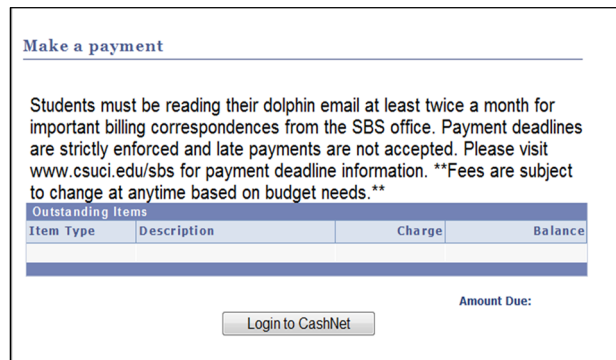 Make a payment
Students must be reading their dolphin email at least twice a month for
important billing correspondences from the SBS office. Payment deadlines
are strictly enforced and late payments are not accepted. Please visit
www.csuci.edu/sbs for payment deadline information. **Fees are subject
to change at anytime based on budget needs.**
Outstanding Items
Item Type Description Charge Balance
Amount Due:
Login to CashNet